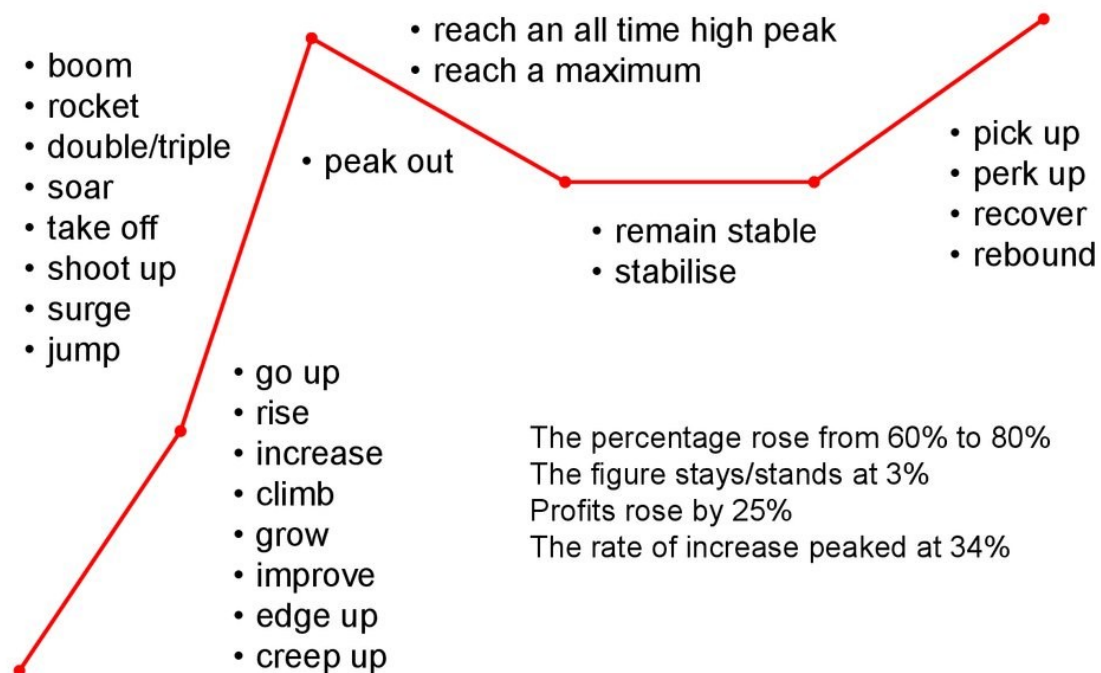 • boom
• rocket
• double/triple
• soar
• take off
• shoot up
• surge
• jump
• reach an all time high peak
• reach a maximum
• peak out
• remain stable
• stabilise
• pick up
• perk up
• recover
• rebound
• go up
• rise
• increase
• climb
• grow
• improve
• edge up
• creep up
The percentage rose from 60% to 80%
The figure stays/stands at 3%
Profits rose by 25%
The rate of increase peaked at 34%